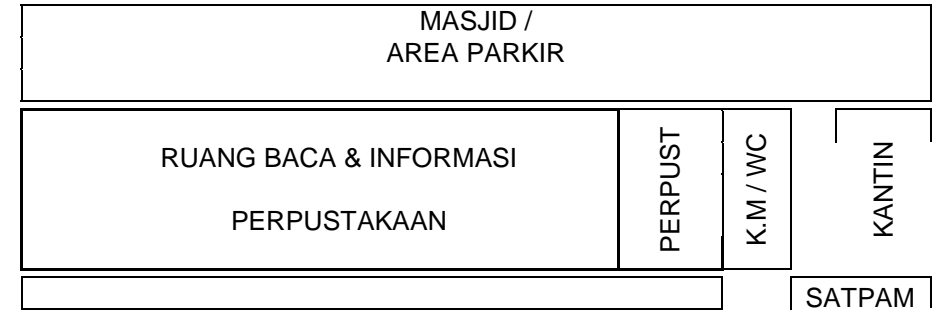 MASJID /
AREA PARKIR
RUANG BACA & INFORMASI
PERPUSTAKAAN
PERPUST
K.M / WC
KANTIN
SATPAM